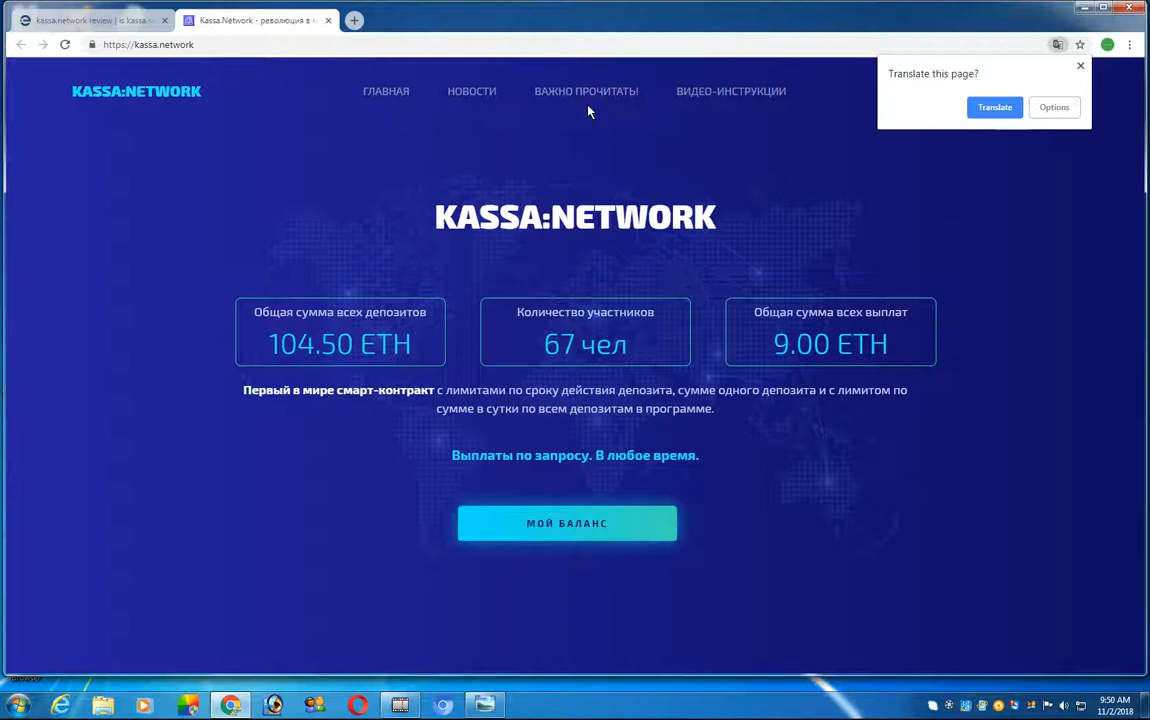 kassa.network review | is kassa.
Kassa.Network - революция в м
https://kassa.network
Translate this page?
Translate
Options
KASSA:NETWORK
ГЛАВНАЯ
НОВОСТИ
ВАЖНО ПРОЧИТАТЬ!
ВИДЕО-ИНСТРУКЦИИ
KASSA:NETWORK
Общая сумма всех депозитов
104.50 ETH
Количество участников
67 чел
Общая сумма всех выплат
9.00 ETH
Первый в мире смарт-контракт с лимитами по сроку действия депозита, сумме одного депозита и с лимитом по
сумме в сутки по всем депозитам в программе.
Выплаты по запросу. В любое время.
МОЙ БАЛАНС
9:50 AM
11/2/2018